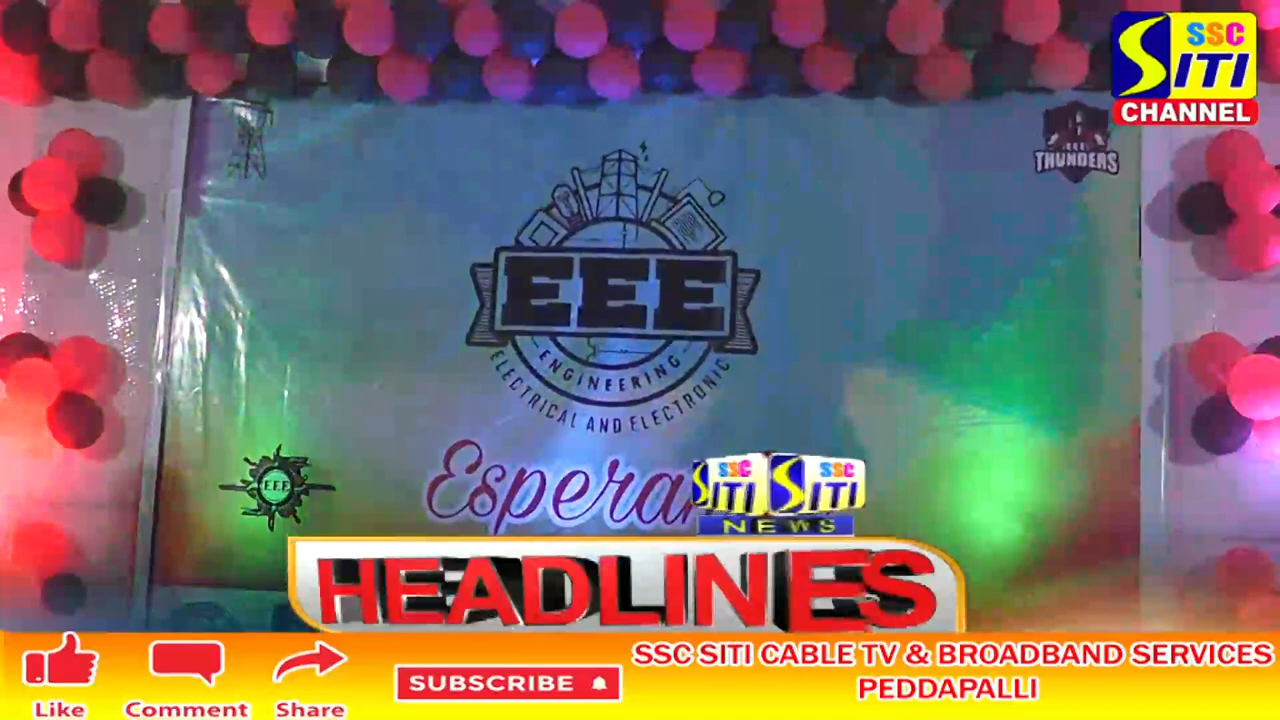 SSC
SITI
CHANNEL
EEE
THUNDERS
EEE
ENGINEERING
ELECTRICAL AND ELECTRONIC
EEE
SSC
SITI
SSC
SITI
NEWS
HEADLINES
Like
Comment
Share
SUBSCRIBE
SSC SITI CABLE TV & BROADBAND SERVICES
PEDDAPALLI